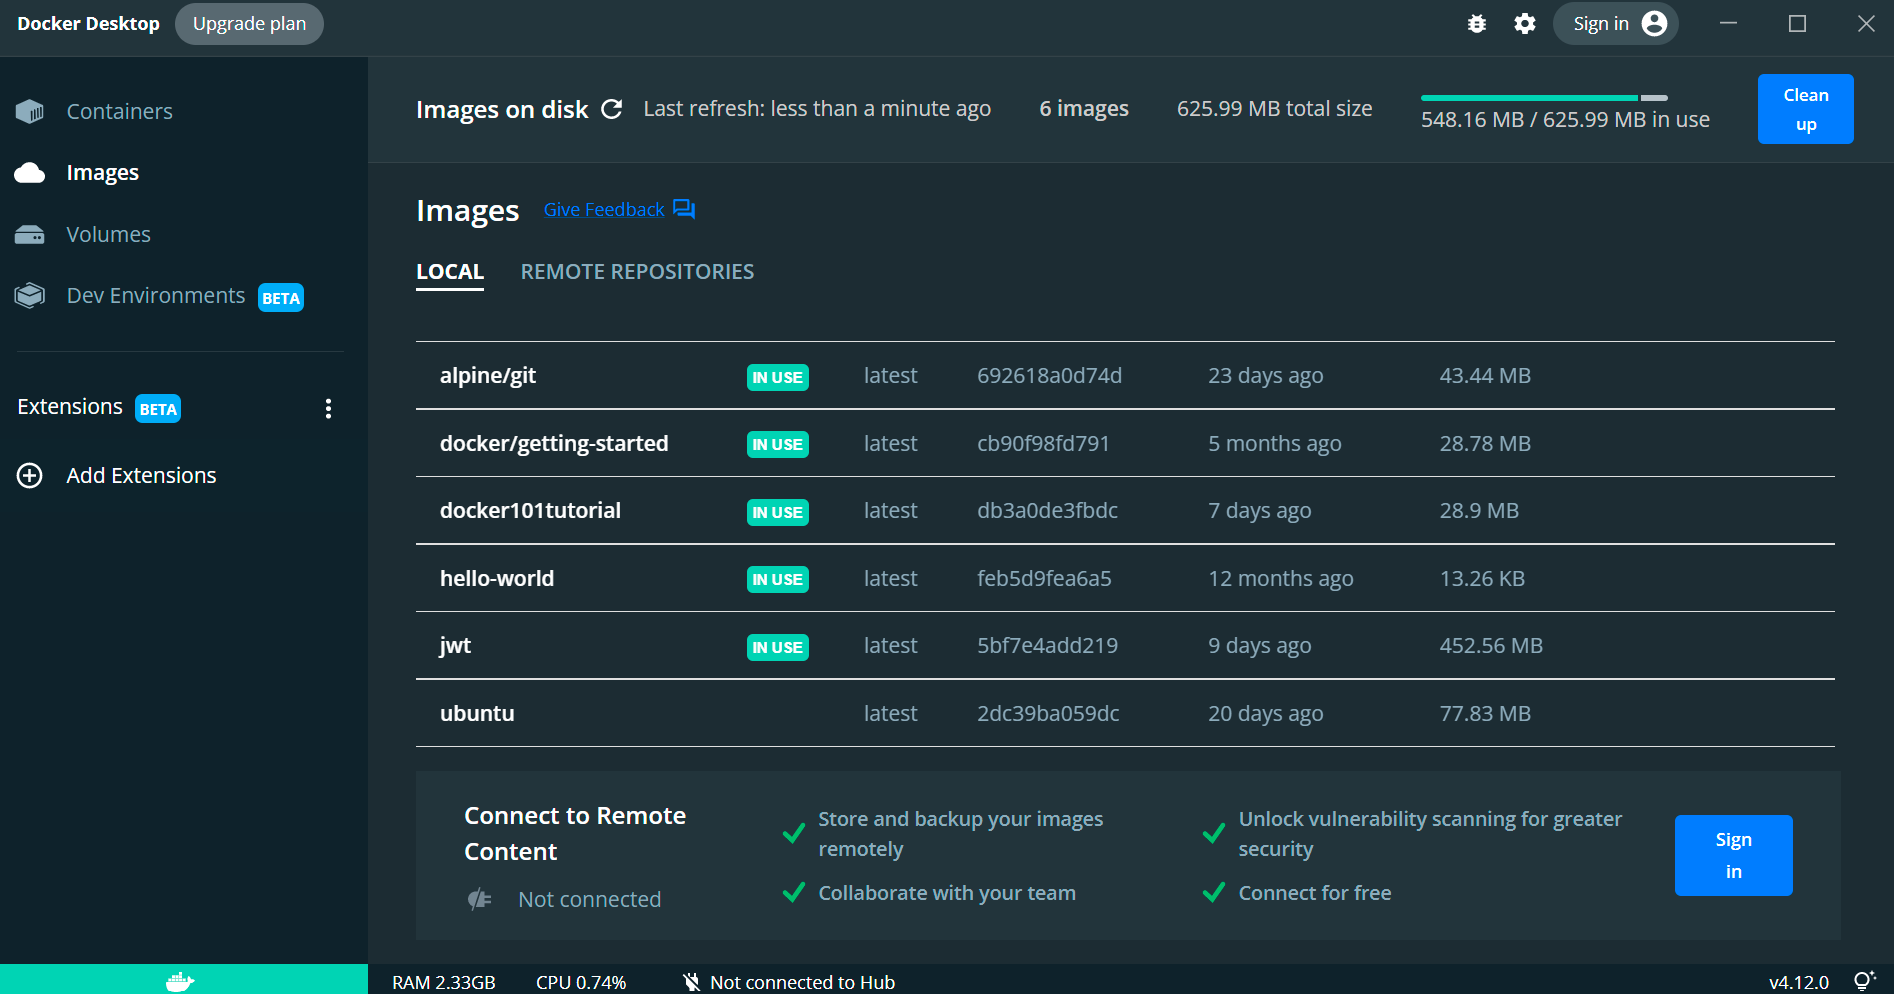 Docker Desktop Upgrade plan Sign in
Containers
Images
Volumes
Dev Environments BETA
Extensions BETA
Add Extensions
Images on disk Last refresh: less than a minute ago 6 images 625.99 MB total size 548.16 MB / 625.99 MB in use
Clean
up
Images Give Feedback
LOCAL REMOTE REPOSITORIES
alpine/git IN USE latest 692618a0d74d 23 days ago 43.44 MB
docker/getting-started IN USE latest cb90f98fd791 5 months ago 28.78 MB
docker101tutorial IN USE latest db3a0de3fbdc 7 days ago 28.9 MB
hello-world IN USE latest feb5d9fea6a5 12 months ago 13.26 KB
jwt IN USE latest 5bf7e4add219 9 days ago 452.56 MB
ubuntu latest 2dc39ba059dc 20 days ago 77.83 MB
Connect to Remote
Content
Not connected
Store and backup your images
remotely
Collaborate with your team
Unlock vulnerability scanning for greater
security
Connect for free
Sign
in
RAM 2.33GB CPU 0.74% Not connected to Hub v4.12.0